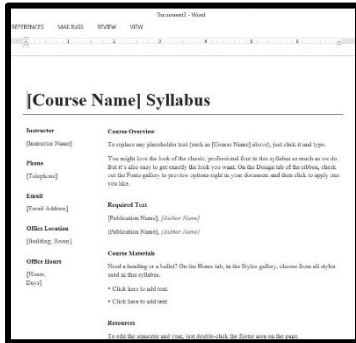 Document2 - Word
REFERENCES MAILINGS REVIEW VIEW
1 2 3 4 5 6
[Course Name] Syllabus
Instructor
[Instructor Name]
Phone
[Telephone]
Email
[Email Address]
Office Location
[Building, Room]
Office Hours
[Hours,
Days]
Course Overview
To replace any placeholder text (such as [Course Name] above), just click it and type.
You might love the look of the classic, professional font in this syllabus as much as we do.
But it's also easy to get exactly the look you want. On the Design tab of the ribbon, check
out the Fonts gallery to preview options right in your document and then click to apply one
you like.
Required Text
[Publication Name], [Author Name]
[Publication Name], [Author Name]
Course Materials
Need a heading or a bullet? On the Home tab, in the Styles gallery, choose from all styles
used in this syllabus.
• Click here to add text.
• Click here to add text.
Resources
To edit the semester and year, just double-click the footer area on the page.